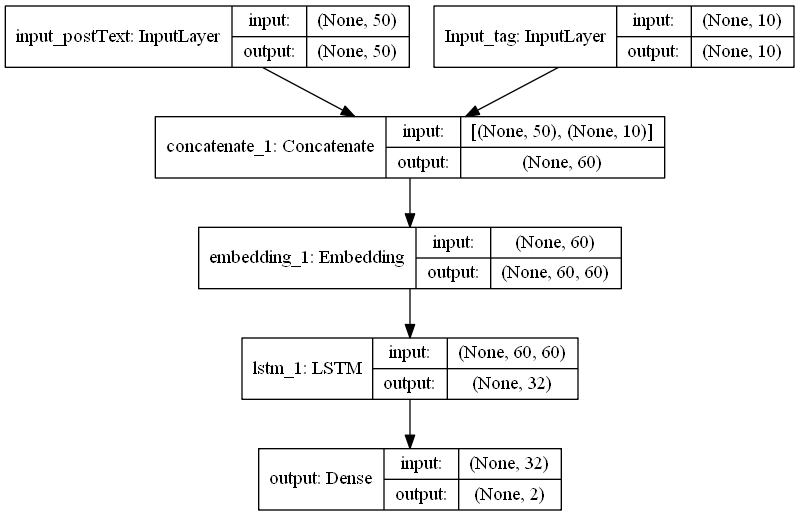 input_postText: InputLayer
input: (None, 50)
output: (None, 50)
Input_tag: InputLayer
input: (None, 10)
output: (None, 10)
concatenate_1: Concatenate
input: [(None, 50), (None, 10)]
output: (None, 60)
embedding_1: Embedding
input: (None, 60)
output: (None, 60, 60)
lstm_1: LSTM
input: (None, 60, 60)
output: (None, 32)
output: Dense
input: (None, 32)
output: (None, 2)